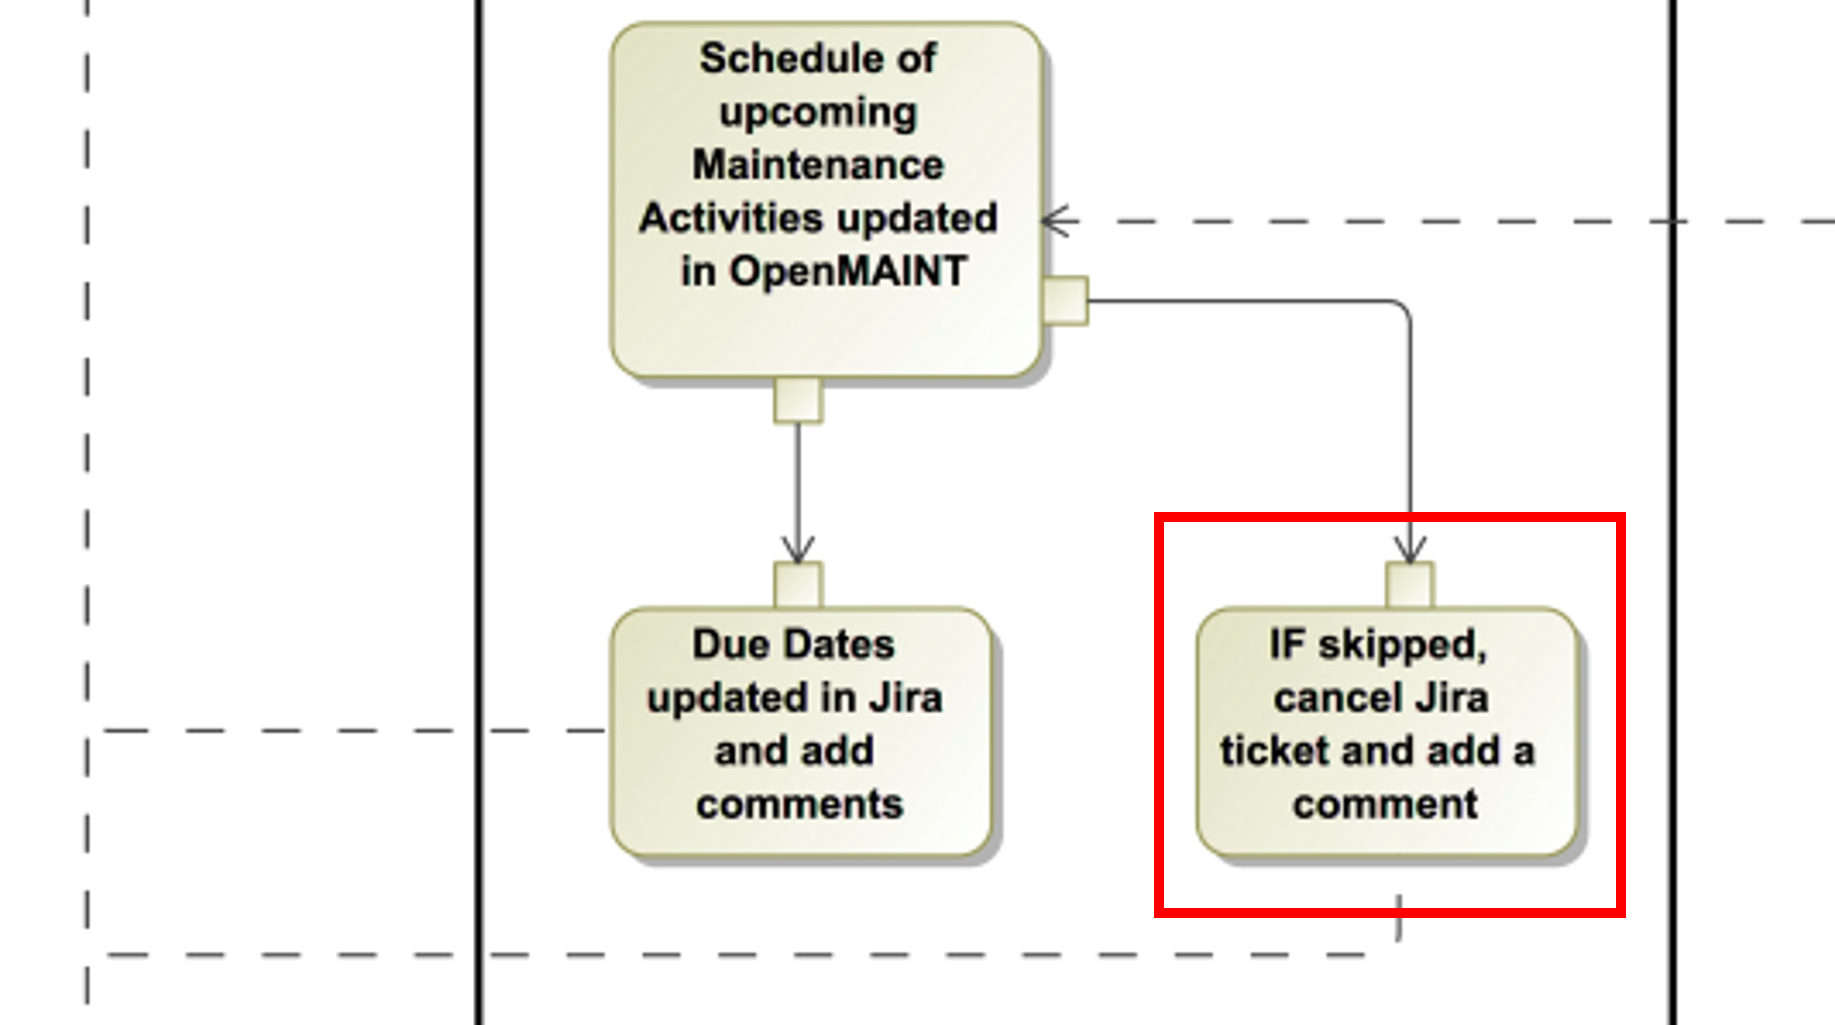 Schedule of
upcoming
Maintenance
Activities updated
in OpenMAINT
Due Dates
updated in Jira
and add
comments
IF skipped,
cancel Jira
ticket and add a
comment